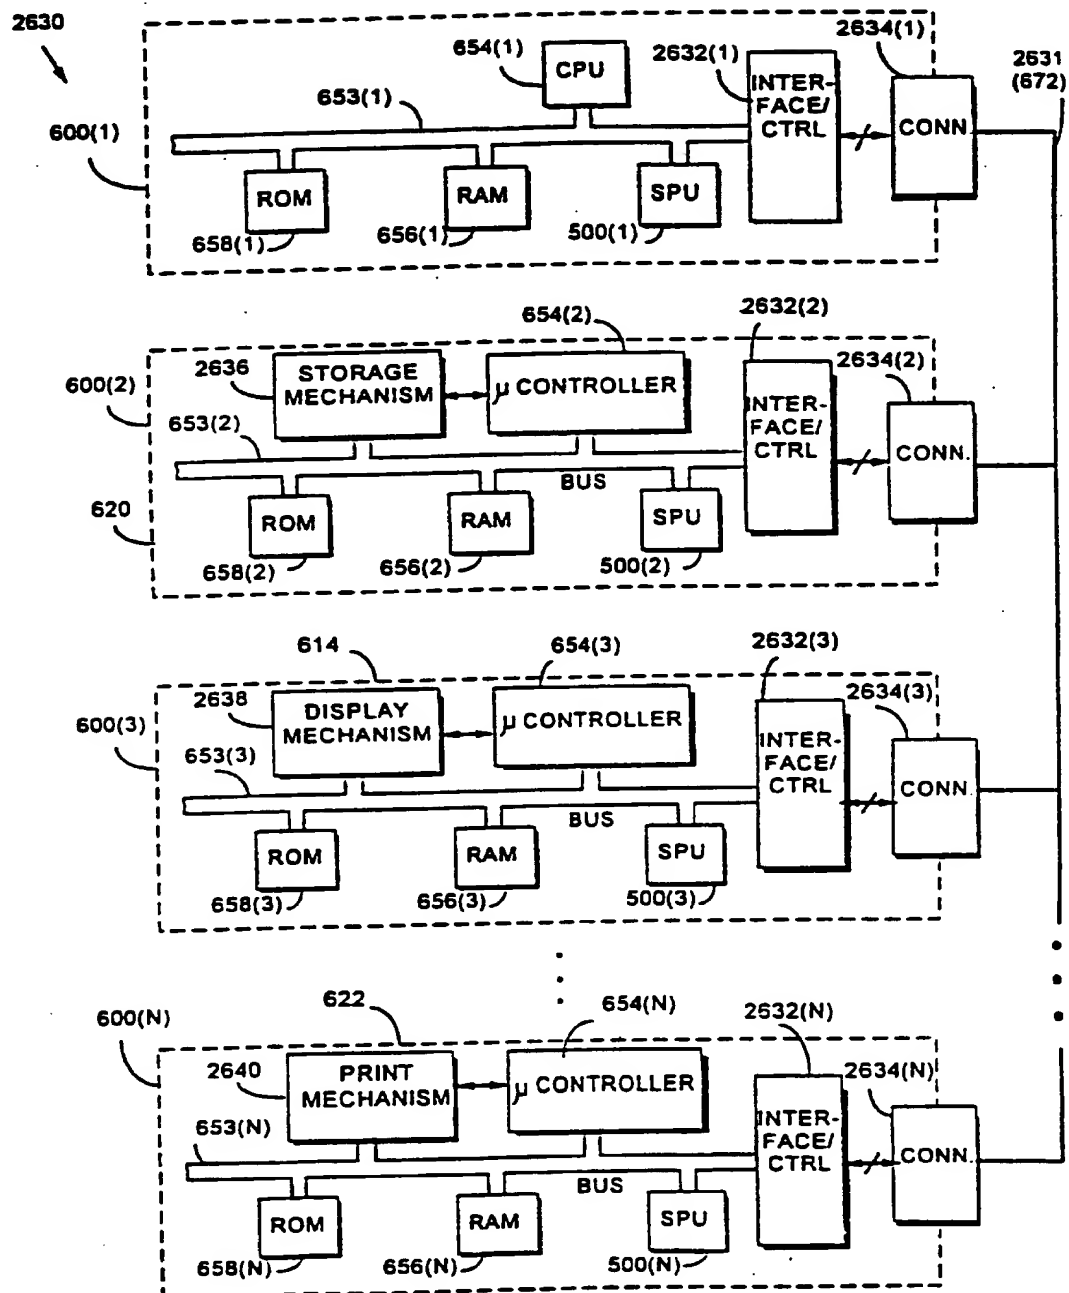 2630
600(1)
653(1)
654(1)
CPU
2632(1)
INTER-
FACE/
CTRL
2634(1)
CONN.
2631
(672)
ROM
658(1)
RAM
656(1)
SPU
500(1)
600(2)
620
2636
STORAGE
MECHANISM
654(2)
μ CONTROLLER
2632(2)
INTER-
FACE/
CTRL
2634(2)
CONN.
653(2)
BUS
ROM
658(2)
RAM
656(2)
SPU
500(2)
614
600(3)
2638
DISPLAY
MECHANISM
654(3)
μ CONTROLLER
2632(3)
INTER-
FACE/
CTRL
2634(3)
CONN.
653(3)
BUS
ROM
658(3)
RAM
656(3)
SPU
500(3)
622
600(N)
2640
PRINT
MECHANISM
654(N)
μ CONTROLLER
2632(N)
INTER-
FACE/
CTRL
2634(N)
CONN.
653(N)
BUS
ROM
658(N)
RAM
656(N)
SPU
500(N)